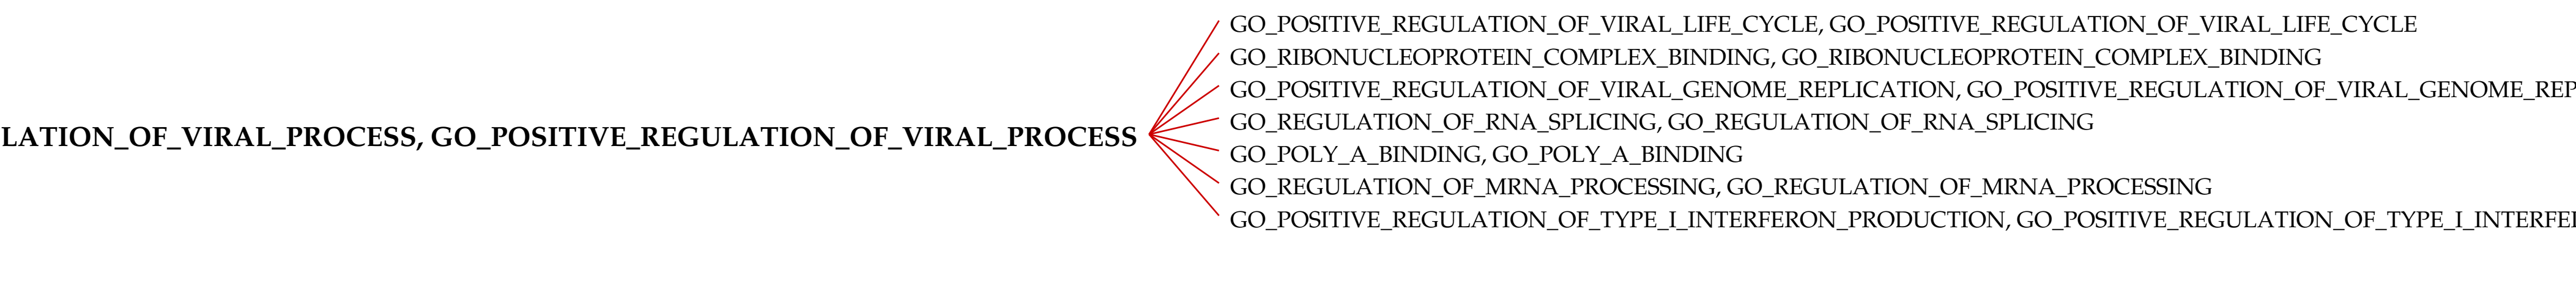 GO_POSITIVE_REGULATION_OF_VIRAL_LIFE_CYCLE, GO_POSITIVE_REGULATION_OF_VIRAL_LIFE_CYCLE
GO_RIBONUCLEOPROTEIN_COMPLEX_BINDING, GO_RIBONUCLEOPROTEIN_COMPLEX_BINDING
GO_POSITIVE_REGULATION_OF_VIRAL_GENOME_REPLICATION, GO_POSITIVE_REGULATION_OF_VIRAL_GENOME_REP
GO_REGULATION_OF_RNA_SPLICING, GO_REGULATION_OF_RNA_SPLICING
LATION_OF_VIRAL_PROCESS, GO_POSITIVE_REGULATION_OF_VIRAL_PROCESS
GO_POLY_A_BINDING, GO_POLY_A_BINDING
GO_REGULATION_OF_MRNA_PROCESSING, GO_REGULATION_OF_MRNA_PROCESSING
GO_POSITIVE_REGULATION_OF_TYPE_I_INTERFERON_PRODUCTION, GO_POSITIVE_REGULATION_OF_TYPE_I_INTERFE